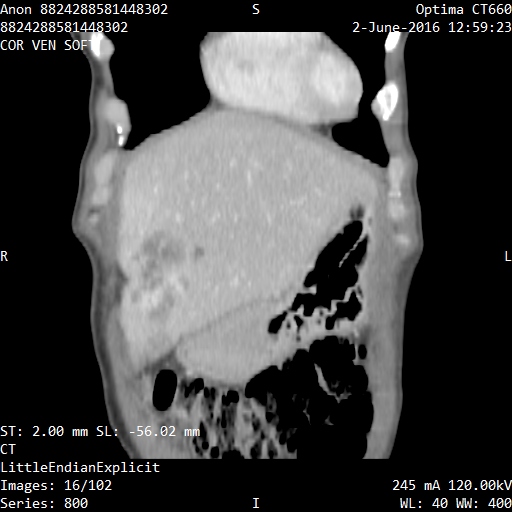 Anon 8824288581448302
S
Optima CT660
8824288581448302
2-June-2016 12:59:23
COR VEN SOFT
R
L
ST: 2.00 mm SL: -56.02 mm
CT
LittleEndianExplicit
Images: 16/102
245 mA 120.00kV
Series: 800
I
WL: 40 WW: 400